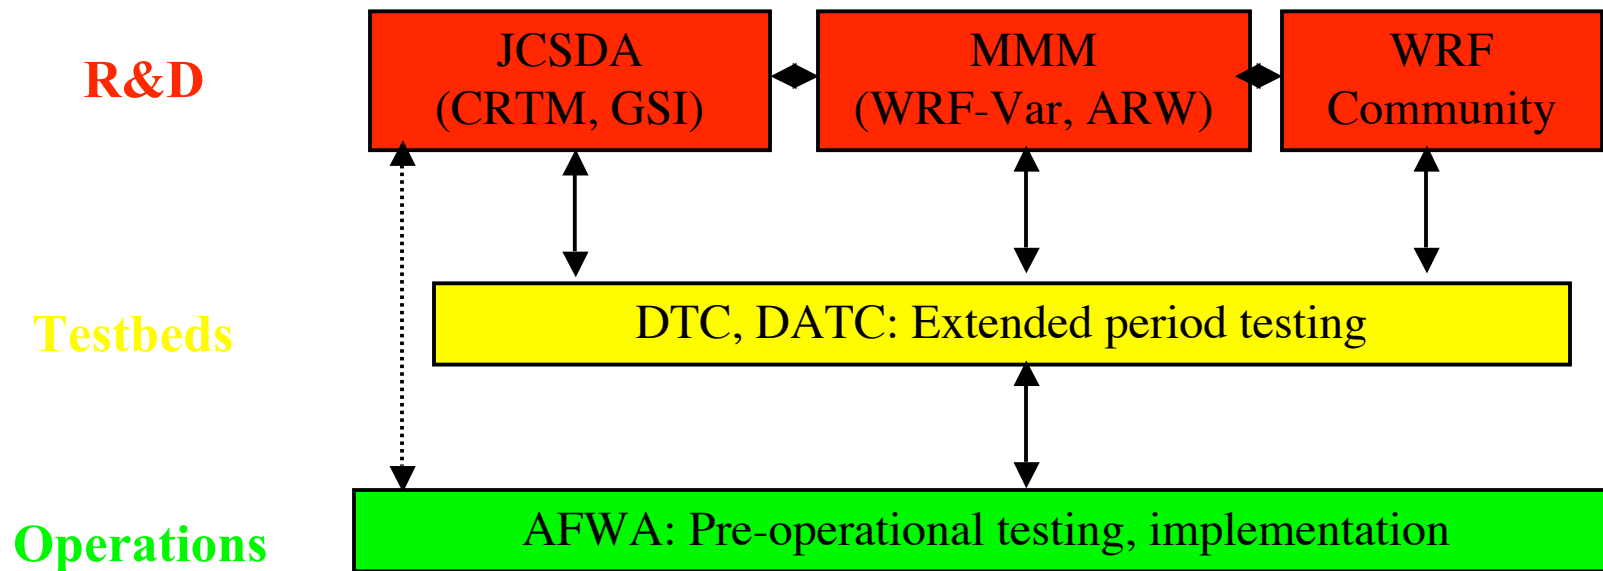 R&D
JCSDA
(CRTM, GSI)
MMM
(WRF-Var, ARW)
WRF
Community
Testbeds
DTC, DATC: Extended period testing
Operations
AFWA: Pre-operational testing, implementation